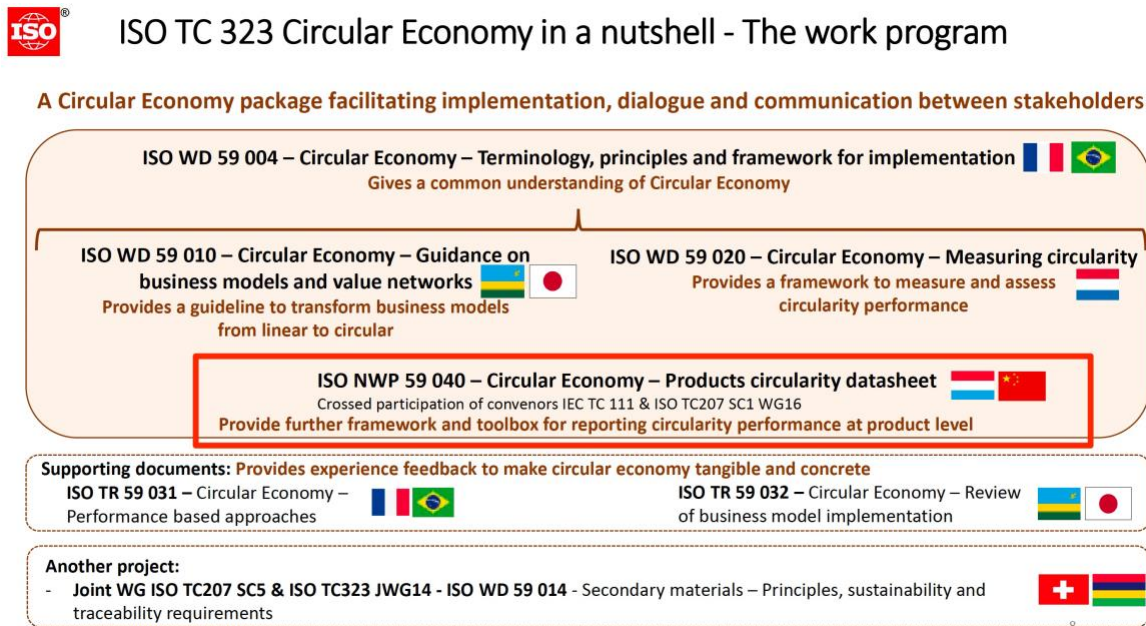 ISO
®
ISO TC 323 Circular Economy in a nutshell - The work program
A Circular Economy package facilitating implementation, dialogue and communication between stakeholders
ISO WD 59 004 – Circular Economy – Terminology, principles and framework for implementation
Gives a common understanding of Circular Economy
ISO WD 59 010 – Circular Economy – Guidance on
business models and value networks
Provides a guideline to transform business models
from linear to circular
ISO WD 59 020 – Circular Economy – Measuring circularity
Provides a framework to measure and assess
circularity performance
ISO NWP 59 040 – Circular Economy – Products circularity datasheet
Crossed participation of convenors IEC TC 111 & ISO TC207 SC1 WG16
Provide further framework and toolbox for reporting circularity performance at product level
Supporting documents: Provides experience feedback to make circular economy tangible and concrete
ISO TR 59 031 – Circular Economy –
Performance based approaches
ISO TR 59 032 – Circular Economy – Review
of business model implementation
Another project:
- Joint WG ISO TC207 SC5 & ISO TC323 JWG14 - ISO WD 59 014 - Secondary materials – Principles, sustainability and
traceability requirements